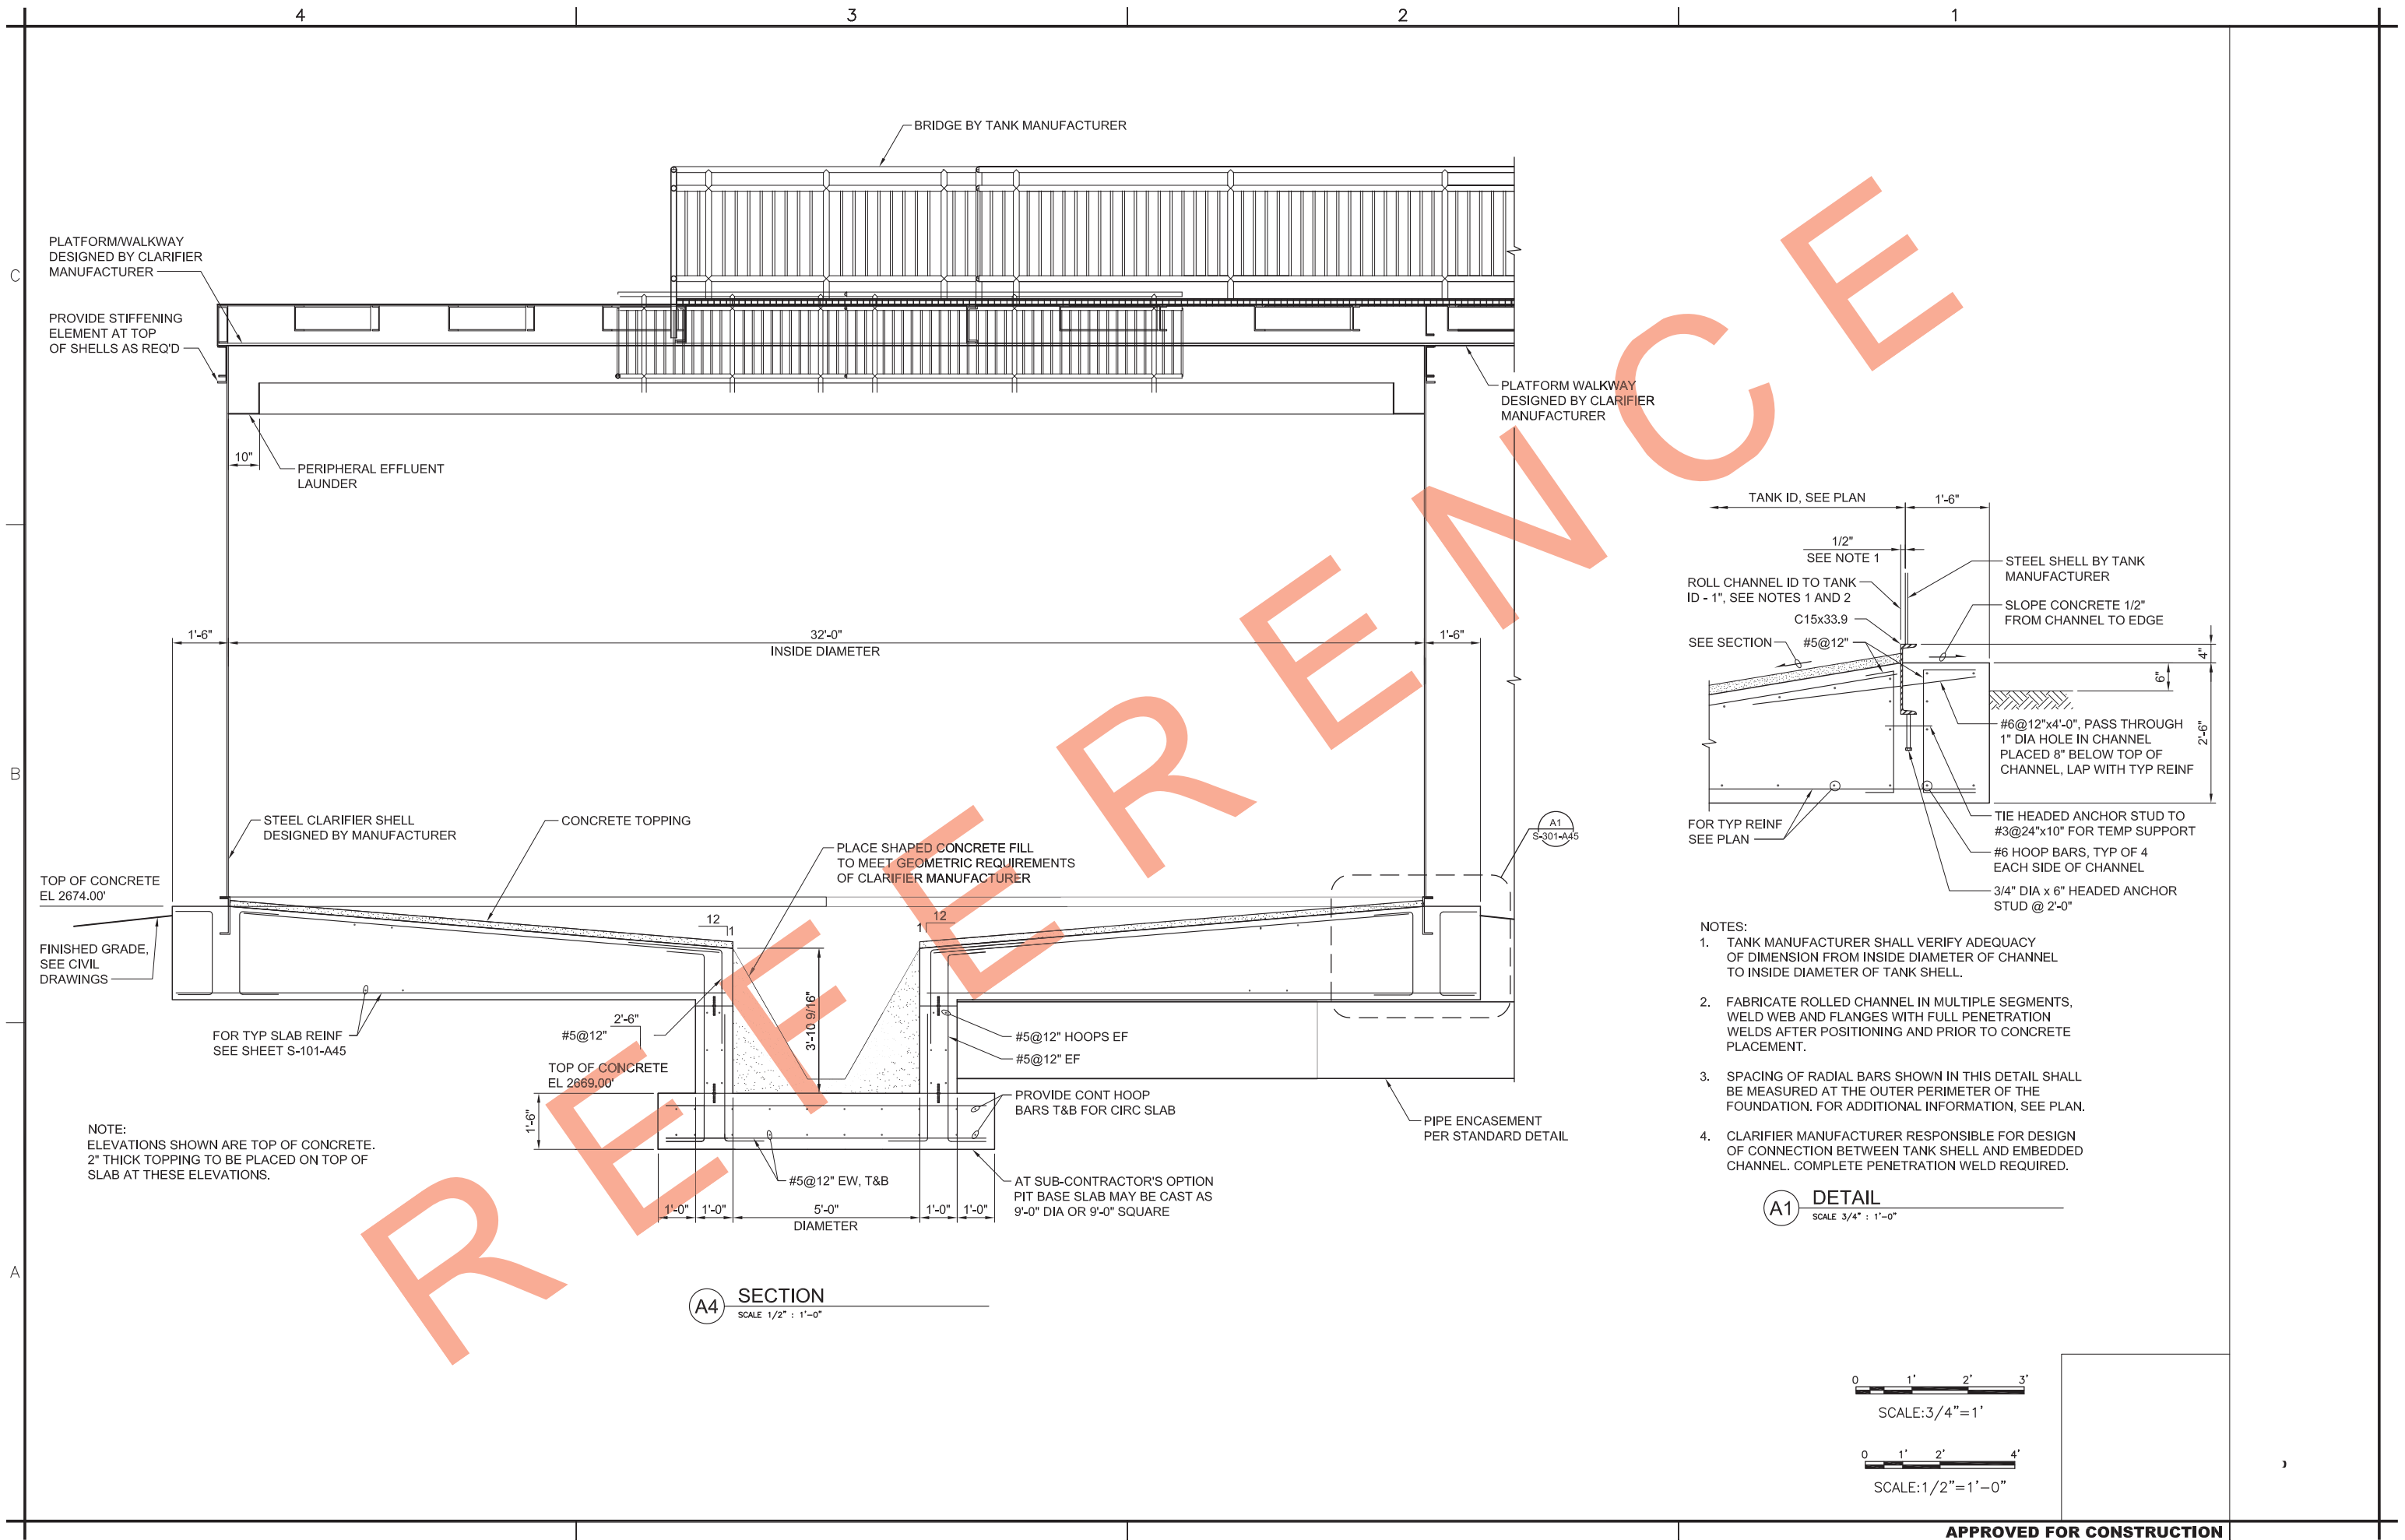 4
3
2
1
C
B
A
BRIDGE BY TANK MANUFACTURER
PLATFORM/WALKWAY
DESIGNED BY CLARIFIER
MANUFACTURER
PROVIDE STIFFENING
ELEMENT AT TOP
OF SHELLS AS REQ'D
10"
PERIPHERAL EFFLUENT
LAUNDER
PLATFORM WALKWAY
DESIGNED BY CLARIFIER
MANUFACTURER
1'-6"
32'-0"
INSIDE DIAMETER
1'-6"
STEEL CLARIFIER SHELL
DESIGNED BY MANUFACTURER
CONCRETE TOPPING
PLACE SHAPED CONCRETE FILL
TO MEET GEOMETRIC REQUIREMENTS
OF CLARIFIER MANUFACTURER
A1
S-301-A45
TOP OF CONCRETE
EL 2674.00'
12
1
12
1
FINISHED GRADE,
SEE CIVIL
DRAWINGS
3'-10 9/16"
FOR TYP SLAB REINF
SEE SHEET S-101-A45
2'-6"
#5@12"
#5@12" HOOPS EF
#5@12" EF
TOP OF CONCRETE
EL 2669.00'
PROVIDE CONT HOOP
BARS T&B FOR CIRC SLAB
1'-6"
PIPE ENCASEMENT
PER STANDARD DETAIL
NOTE:
ELEVATIONS SHOWN ARE TOP OF CONCRETE.
2" THICK TOPPING TO BE PLACED ON TOP OF
SLAB AT THESE ELEVATIONS.
#5@12" EW, T&B
AT SUB-CONTRACTOR'S OPTION
PIT BASE SLAB MAY BE CAST AS
9'-0" DIA OR 9'-0" SQUARE
1'-0"
1'-0"
5'-0"
DIAMETER
1'-0"
1'-0"
A4
SECTION
SCALE 1/2" : 1'-0"
TANK ID, SEE PLAN
1'-6"
1/2"
SEE NOTE 1
STEEL SHELL BY TANK
MANUFACTURER
ROLL CHANNEL ID TO TANK
ID - 1", SEE NOTES 1 AND 2
C15x33.9
SLOPE CONCRETE 1/2"
FROM CHANNEL TO EDGE
SEE SECTION
#5@12"
4"
6"
2'-6"
#6@12"x4'-0", PASS THROUGH
1" DIA HOLE IN CHANNEL
PLACED 8" BELOW TOP OF
CHANNEL, LAP WITH TYP REINF
FOR TYP REINF
SEE PLAN
TIE HEADED ANCHOR STUD TO
#3@24"x10" FOR TEMP SUPPORT
#6 HOOP BARS, TYP OF 4
EACH SIDE OF CHANNEL
3/4" DIA x 6" HEADED ANCHOR
STUD @ 2'-0"
NOTES:
1. TANK MANUFACTURER SHALL VERIFY ADEQUACY
OF DIMENSION FROM INSIDE DIAMETER OF CHANNEL
TO INSIDE DIAMETER OF TANK SHELL.
2. FABRICATE ROLLED CHANNEL IN MULTIPLE SEGMENTS,
WELD WEB AND FLANGES WITH FULL PENETRATION
WELDS AFTER POSITIONING AND PRIOR TO CONCRETE
PLACEMENT.
3. SPACING OF RADIAL BARS SHOWN IN THIS DETAIL SHALL
BE MEASURED AT THE OUTER PERIMETER OF THE
FOUNDATION. FOR ADDITIONAL INFORMATION, SEE PLAN.
4. CLARIFIER MANUFACTURER RESPONSIBLE FOR DESIGN
OF CONNECTION BETWEEN TANK SHELL AND EMBEDDED
CHANNEL. COMPLETE PENETRATION WELD REQUIRED.
A1
DETAIL
SCALE 3/4" : 1'-0"
0 1' 2' 3'
SCALE:3/4"=1'
0 1' 2' 4'
SCALE:1/2"=1'-0"
APPROVED FOR CONSTRUCTION
REFERENCE